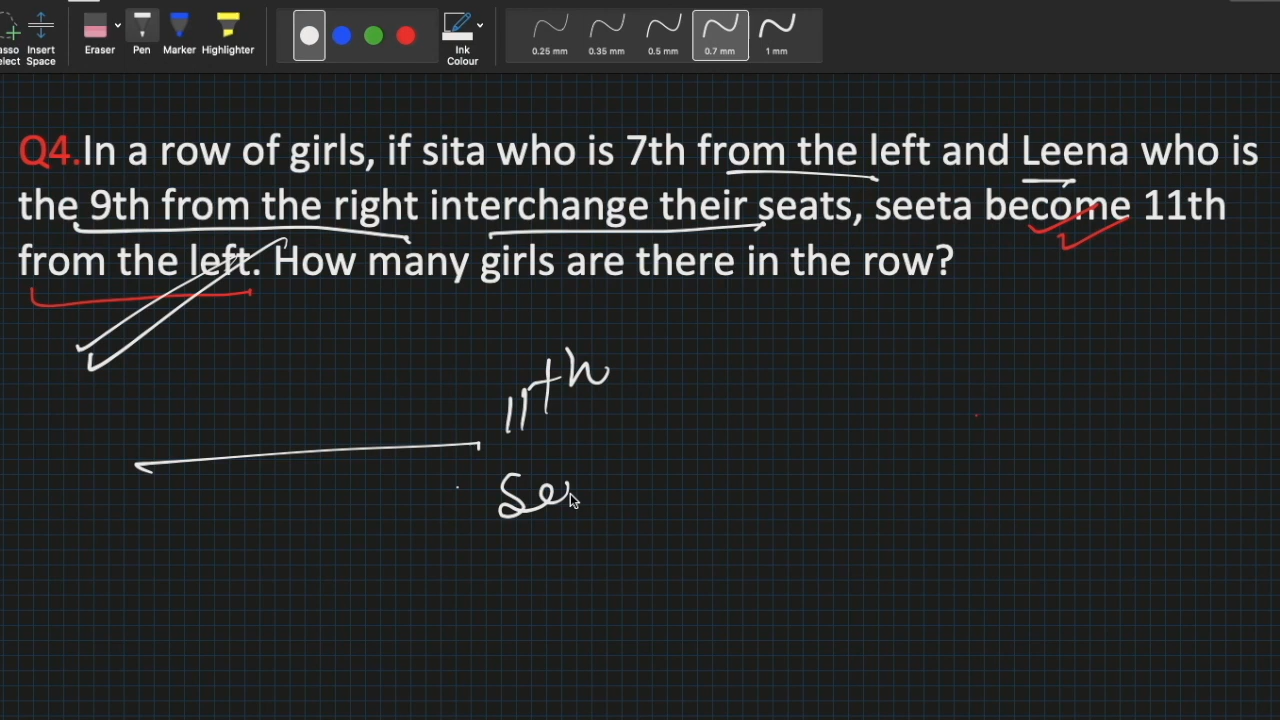 asso Insert Eraser Pen Marker Highlighter Ink 0.25 mm 0.35 mm 0.5 mm 0.7 mm 1 mm
elect Space Colour
Q4.In a row of girls, if sita who is 7th from the left and Leena who is
the 9th from the right interchange their seats, seeta become 11th
from the left. How many girls are there in the row?
11th
See